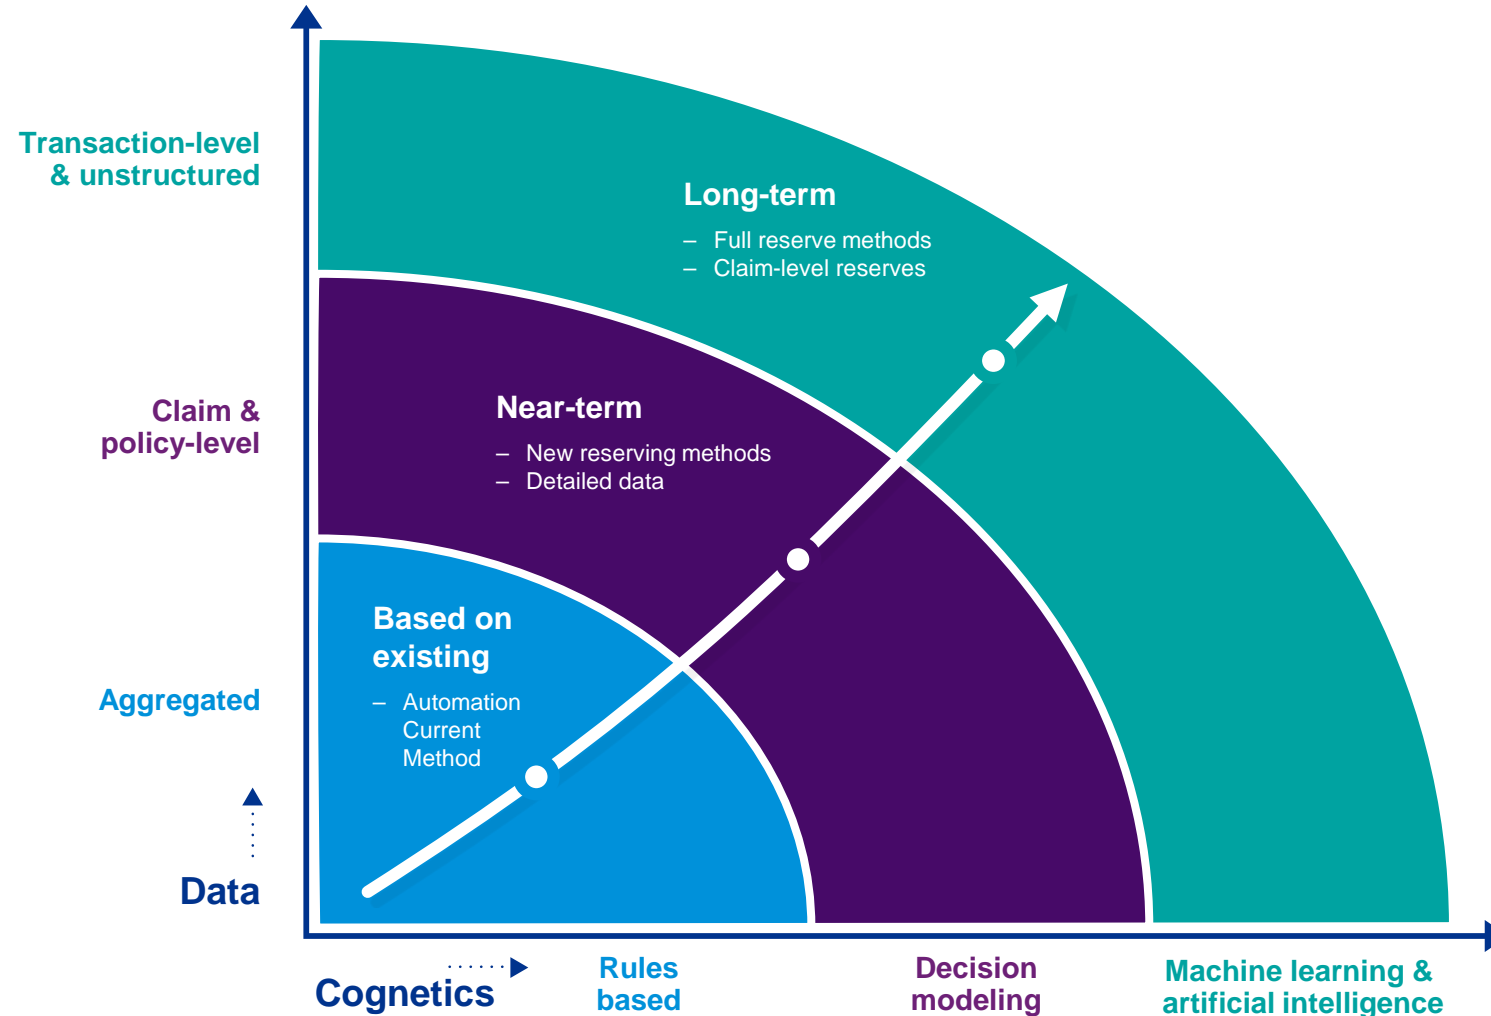 Transaction-level
& unstructured
Long-term
– Full reserve methods
– Claim-level reserves
Claim &
policy-level
Near-term
– New reserving methods
– Detailed data
Based on
existing
– Automation
Current
Method
Aggregated
Data
Cognetics
Rules
based
Decision
modeling
Machine learning &
artificial intelligence